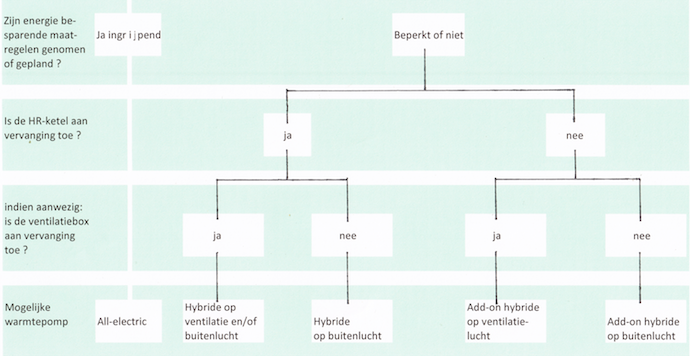 Zijn energie be-
sparende maat-
regelen genomen
of gepland ?
Ja ingrijpend
Beperkt of niet
Is de HR-ketel aan
vervanging toe ?
ja
nee
indien aanwezig:
is de ventilatiebox
aan vervanging
toe ?
ja
nee
ja
nee
Mogelijke
warmtepomp
All-electric
Hybride op
ventilatie en/of
buitenlucht
Hybride
op buitenlucht
Add-on hybride
op ventilatie-
lucht
Add-on hybride
op buitenlucht